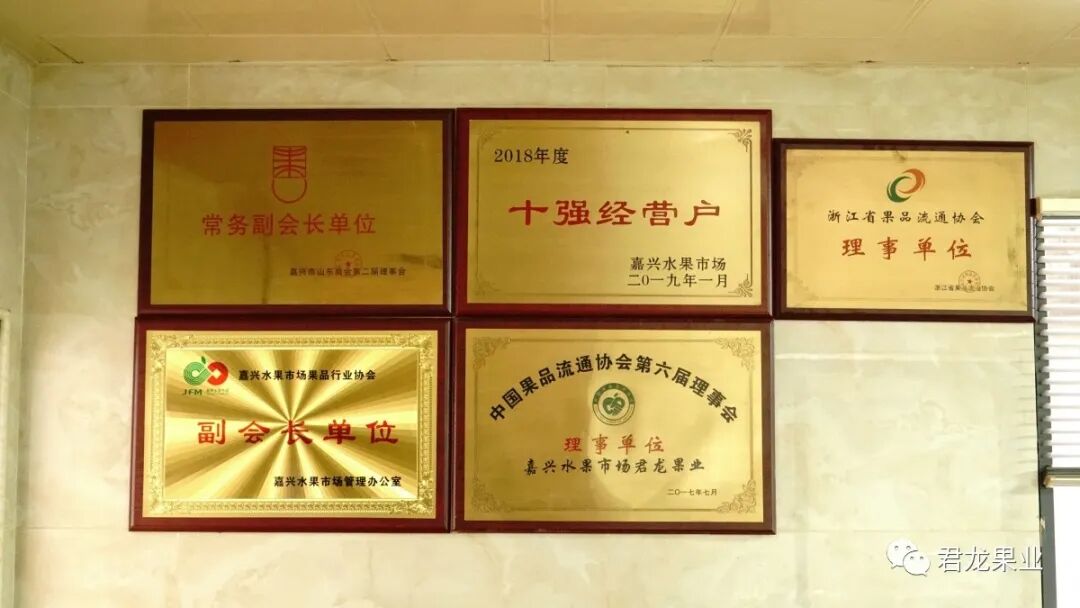 常务副会长单位
嘉兴市山东商会第二届理事会
2018年度
十强经营户
嘉兴水果市场
二〇一九年一月
浙江省果品流通协会
理事单位
浙江省果品流通协会
JFM
嘉兴水果市场果品行业协会
副会长单位
嘉兴水果市场管理办公室
中国果品流通协会第六届理事会
理事单位
嘉兴水果市场君龙果业
二〇一七年七月
君龙果业